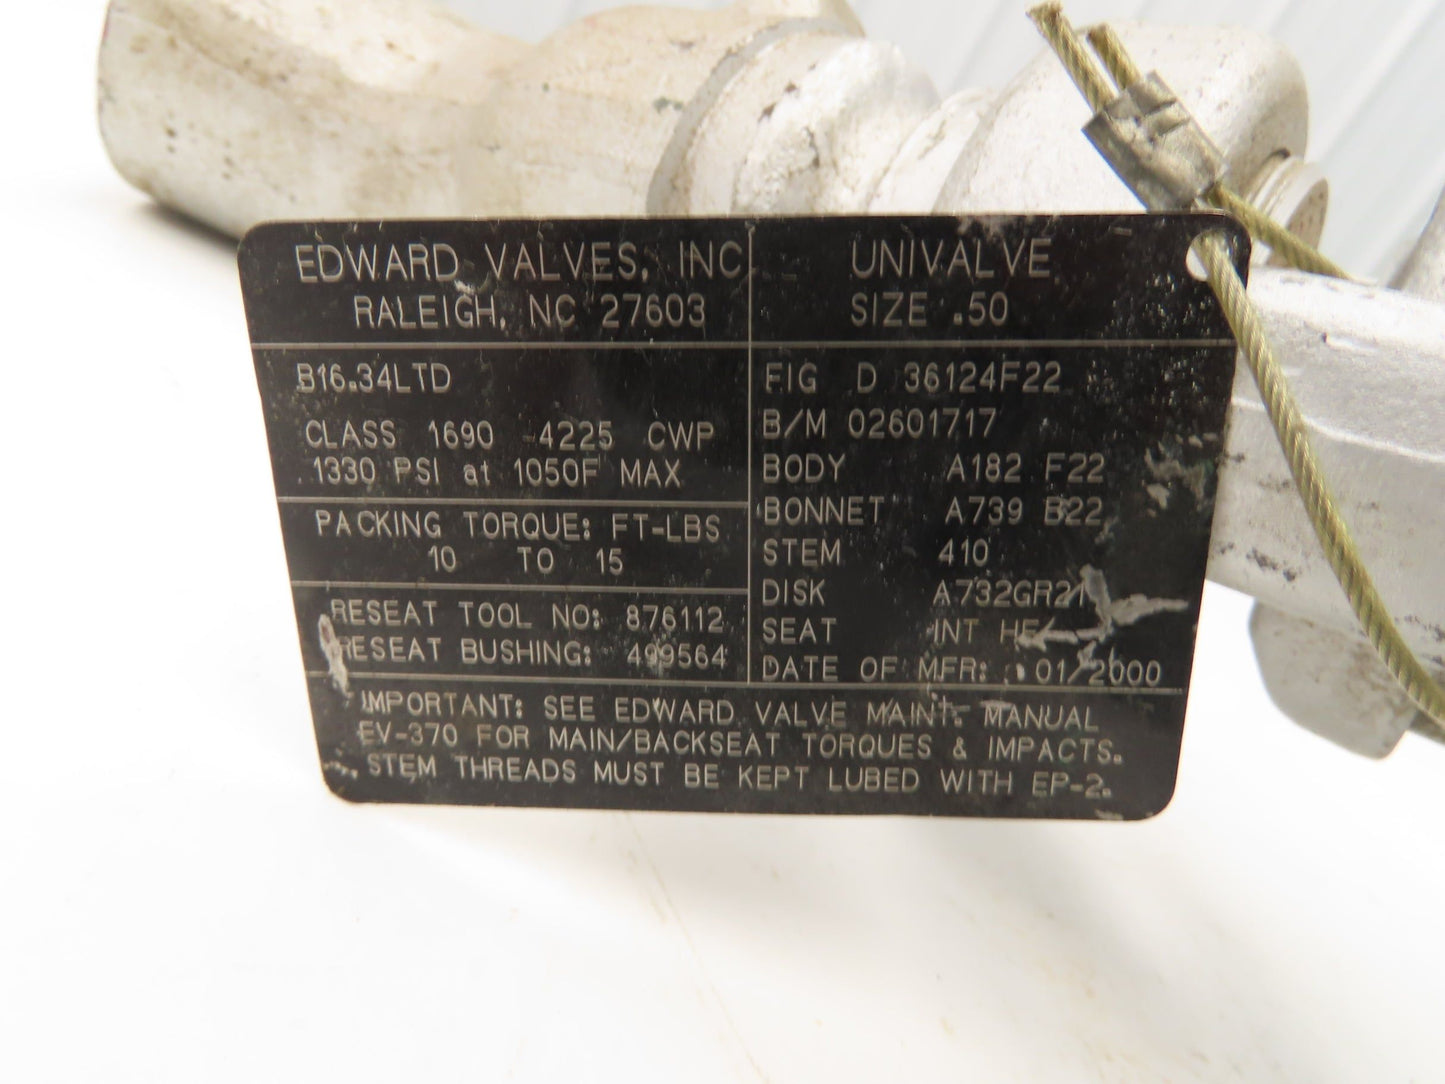 EDWARD VALVES, INC
RALEIGH, NC 27603
UNIVALVE
SIZE .50
B16.34LTD
CLASS 1690 4225 CWP
1330 PSI at 1050F MAX
PACKING TORQUE: FT-LBS
10 TO 15
RESEAT TOOL NO: 876112
RESEAT BUSHING: 499564
FIG D 36124F22
B/M 02601717
BODY A182 F22
BONNET A739 B22
STEM 410
DISK A732GR21
SEAT INT
DATE OF MFR: 01/2000
IMPORTANT: SEE EDWARD VALVE MAINT. MANUAL
EV-370 FOR MAIN/BACKSEAT TORQUES & IMPACTS.
STEM THREADS MUST BE KEPT LUBED WITH EP-2.